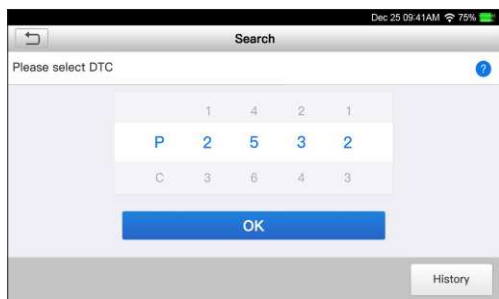 Dec 25 09:41AM 75%
Search
Please select DTC
?
1 4 2 1
P 2 5 3 2
C 3 6 4 3
OK
History